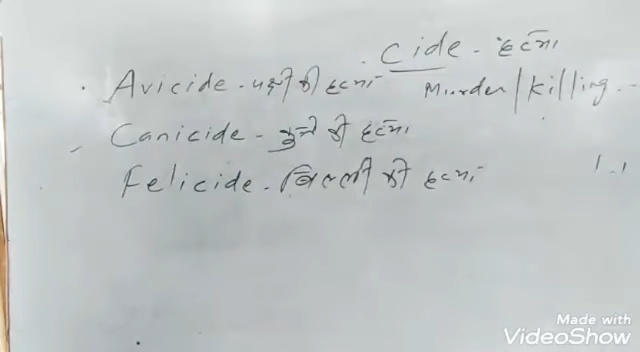 Cide - हत्या
Murder/killing
Avicide - पक्षी की हत्या
Canicide - कुत्ते की हत्या
Felicide - बिल्ली की हत्या
Made with
VideoShow